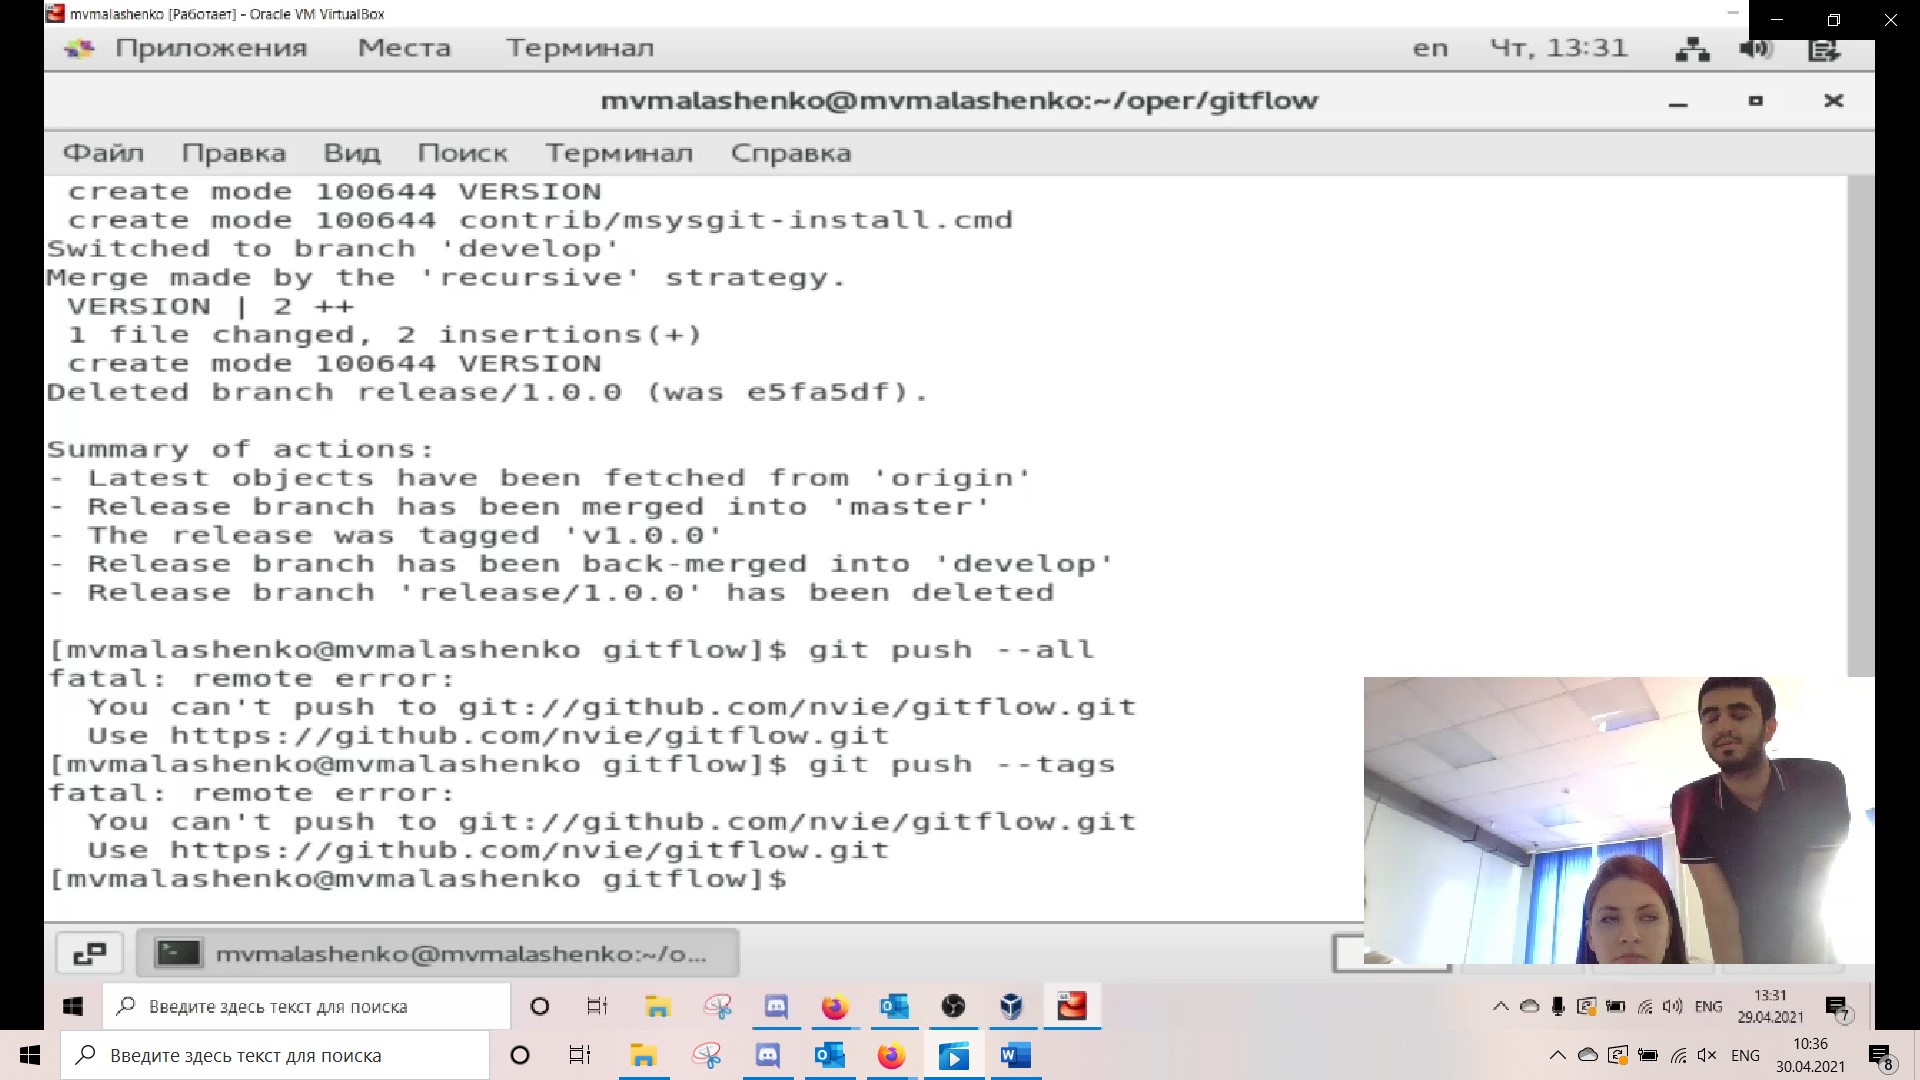 mvmalashenko [Работает] - Oracle VM VirtualBox
Приложения Места Терминал en Чт, 13:31
mvmalashenko@mvmalashenko:~/oper/gitflow
Файл Правка Вид Поиск Терминал Справка
create mode 100644 VERSION
create mode 100644 contrib/msysgit-install.cmd
Switched to branch 'develop'
Merge made by the 'recursive' strategy.
VERSION | 2 ++
1 file changed, 2 insertions(+)
create mode 100644 VERSION
Deleted branch release/1.0.0 (was e5fa5df).
Summary of actions:
- Latest objects have been fetched from 'origin'
- Release branch has been merged into 'master'
- The release was tagged 'v1.0.0'
- Release branch has been back-merged into 'develop'
- Release branch 'release/1.0.0' has been deleted
[mvmalashenko@mvmalashenko gitflow]$ git push --all
fatal: remote error:
You can't push to git://github.com/nvie/gitflow.git
Use https://github.com/nvie/gitflow.git
[mvmalashenko@mvmalashenko gitflow]$ git push --tags
fatal: remote error:
You can't push to git://github.com/nvie/gitflow.git
Use https://github.com/nvie/gitflow.git
[mvmalashenko@mvmalashenko gitflow]$
mvmalashenko@mvmalashenko:~/o...
Введите здесь текст для поиска ENG 13:31
29.04.2021 7
Введите здесь текст для поиска ENG 10:36
30.04.2021 8